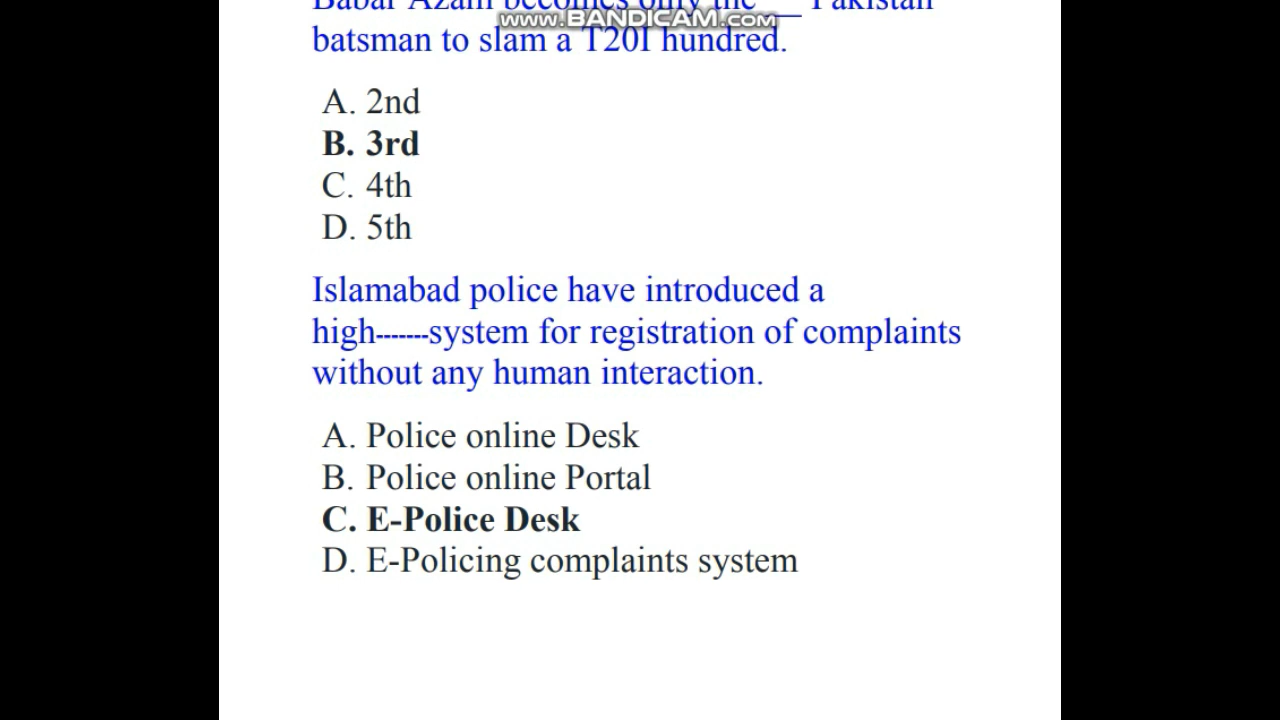 Babar Azam becomes only the __ Pakistan
www.BANDICAM.com
batsman to slam a T20I hundred.
A. 2nd
B. 3rd
C. 4th
D. 5th
Islamabad police have introduced a
high-------system for registration of complaints
without any human interaction.
A. Police online Desk
B. Police online Portal
C. E-Police Desk
D. E-Policing complaints system